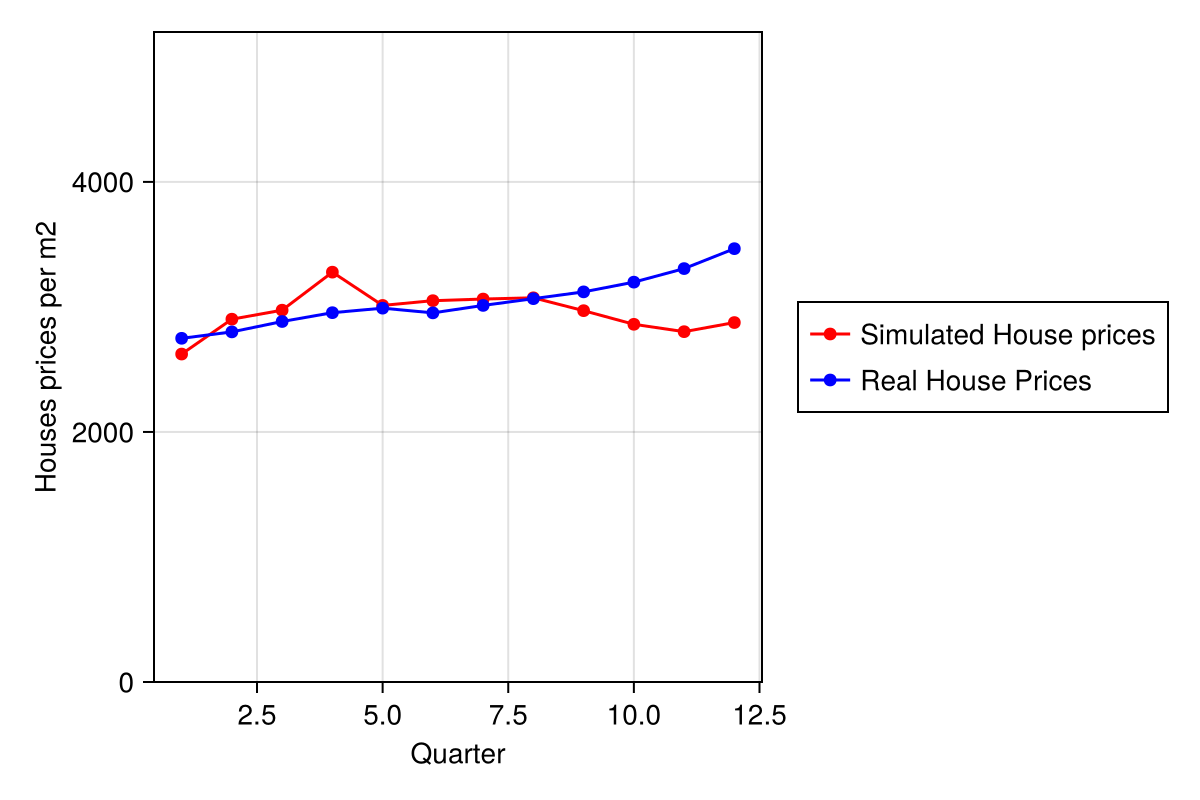 Houses prices per m2
4000
2000
0
2.5 5.0 7.5 10.0 12.5
Quarter
Simulated House prices
Real House Prices